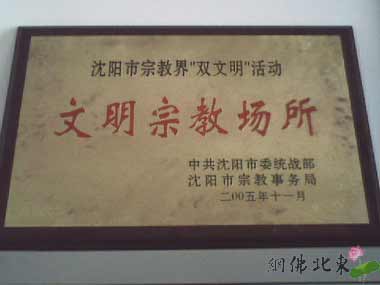 沈阳市宗教界"双文明"活动
文明宗教场所
中共沈阳市委统战部
沈阳市宗教事务局
二00五年十一月
網佛北東